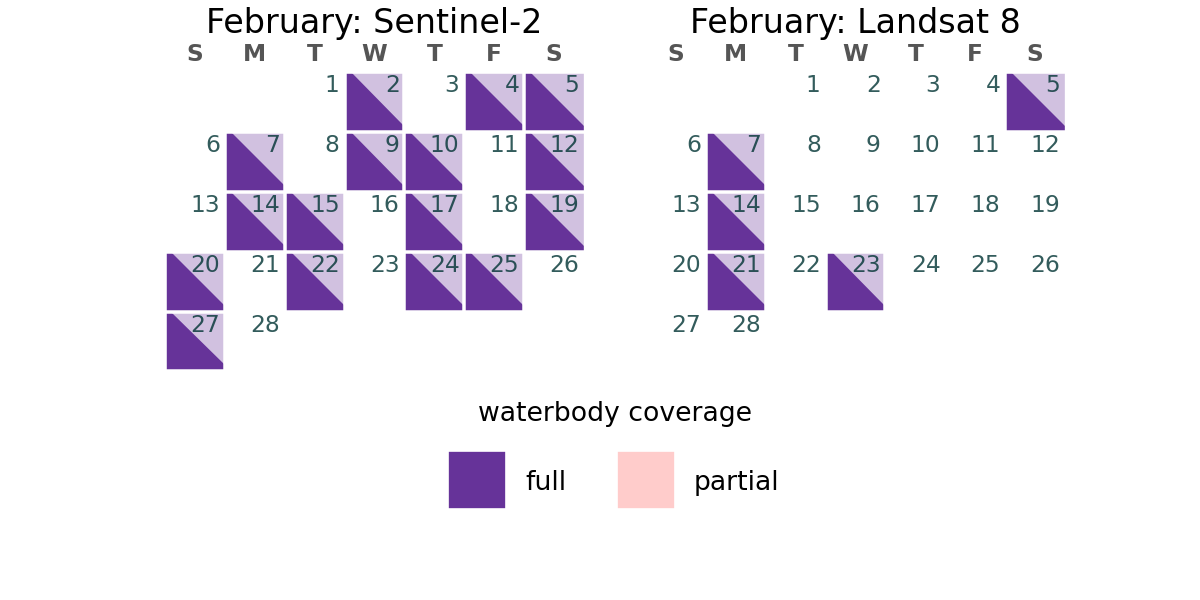 February: Sentinel-2
S M T W T F S
1 2 3 4 5
6 7 8 9 10 11 12
13 14 15 16 17 18 19
20 21 22 23 24 25 26
27 28
February: Landsat 8
S M T W T F S
1 2 3 4 5
6 7 8 9 10 11 12
13 14 15 16 17 18 19
20 21 22 23 24 25 26
27 28
waterbody coverage
full partial